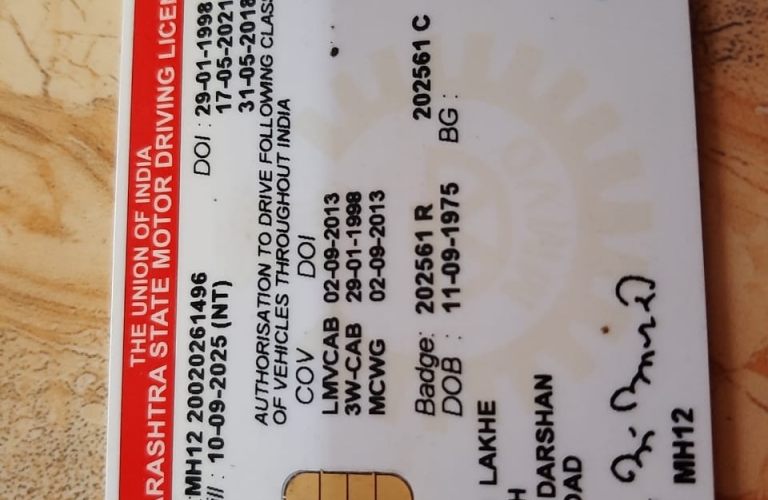 THE UNION OF INDIA
ARASHTRA STATE MOTOR DRIVING LICEN
MH12 20020261496 DOI : 29-01-1998
10-09-2025 (NT) 17-05-2021
31-05-2018
AUTHORISATION TO DRIVE FOLLOWING CLASS
OF VEHICLES THROUGHOUT INDIA
COV DOI
LMVCAB 02-09-2013
3W-CAB 29-01-1998
MCWG 02-09-2013
Badge: 202561 R 202561 C
DOB : 11-09-1975 BG :
LAKHE
H
DARSHAN
OAD
MH12